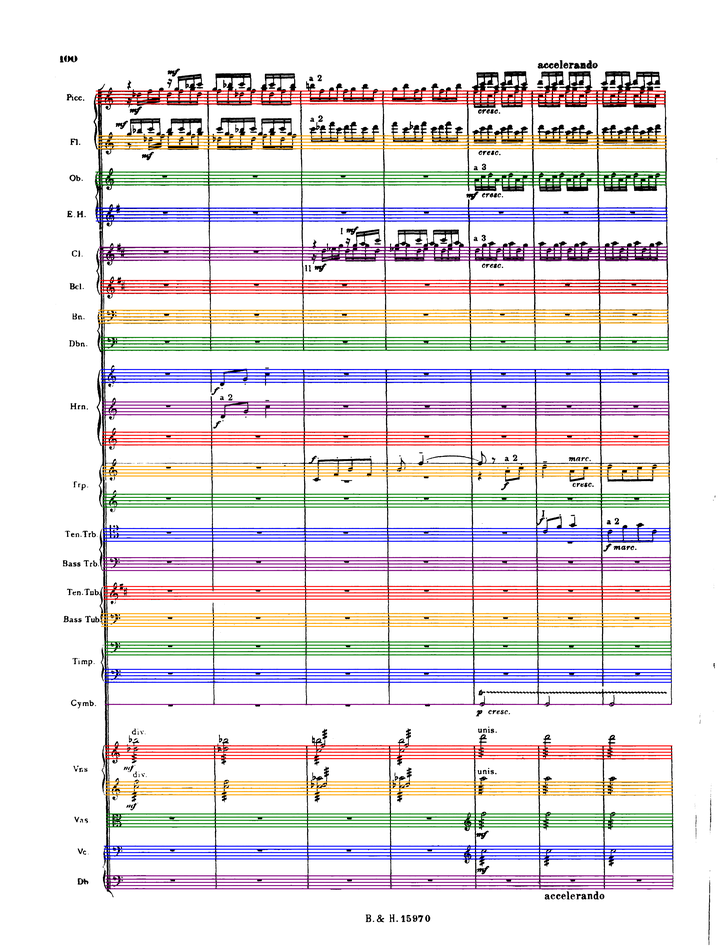 100
accelerando
mf
a 2
Picc.
mf
cresc.
mf
a 2
Fl.
mf
cresc.
a 3
Ob.
mf cresc.
E. H.
I mf
a 3
Cl.
II mf
cresc.
Bcl.
Bn.
Dbn.
f
a 2
Hrn.
f
f
a 2
marc.
Trp.
f
cresc.
f
a 2
Ten.Trb.
f marc.
Bass Trb.
Ten.Tub.
Bass Tub.
Timp.
tr
Cymb.
p cresc.
div.
unis.
mf
Vns
div.
unis.
mf
Vas
mf
Vc.
mf
Db
accelerando
B. & H. 15970